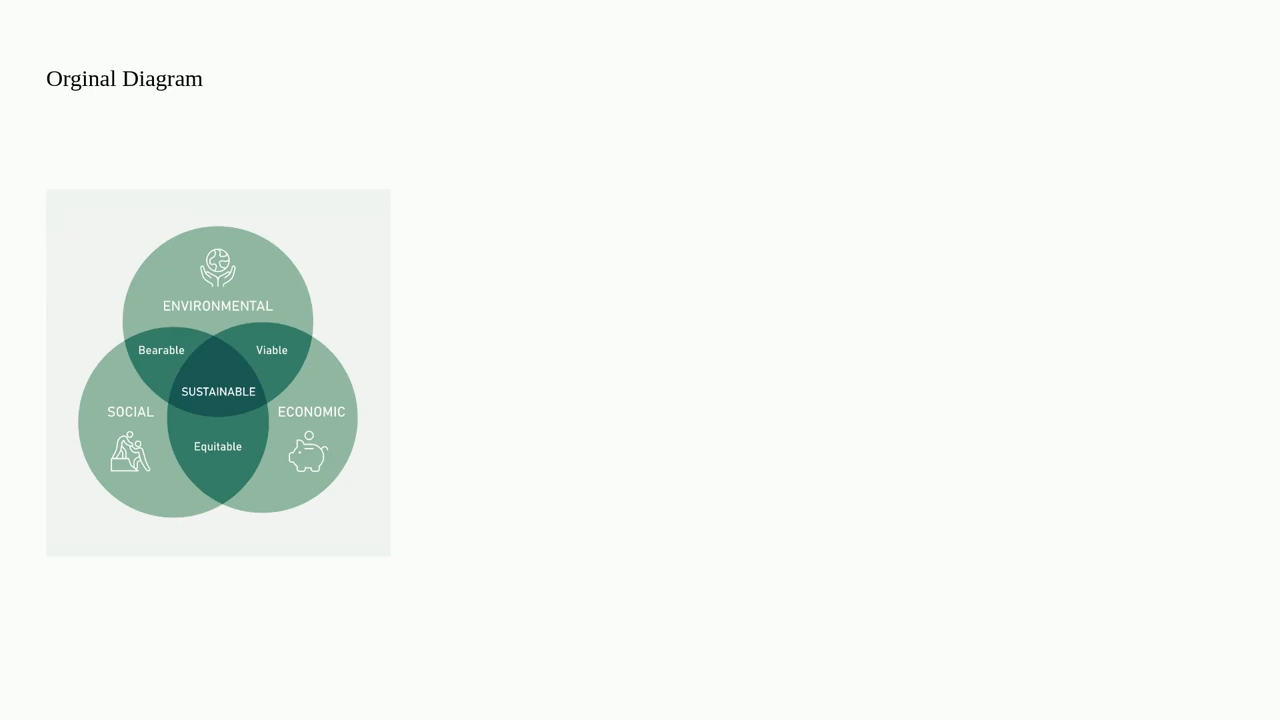 Orginal Diagram
ENVIRONMENTAL
Bearable
Viable
SUSTAINABLE
SOCIAL
ECONOMIC
Equitable